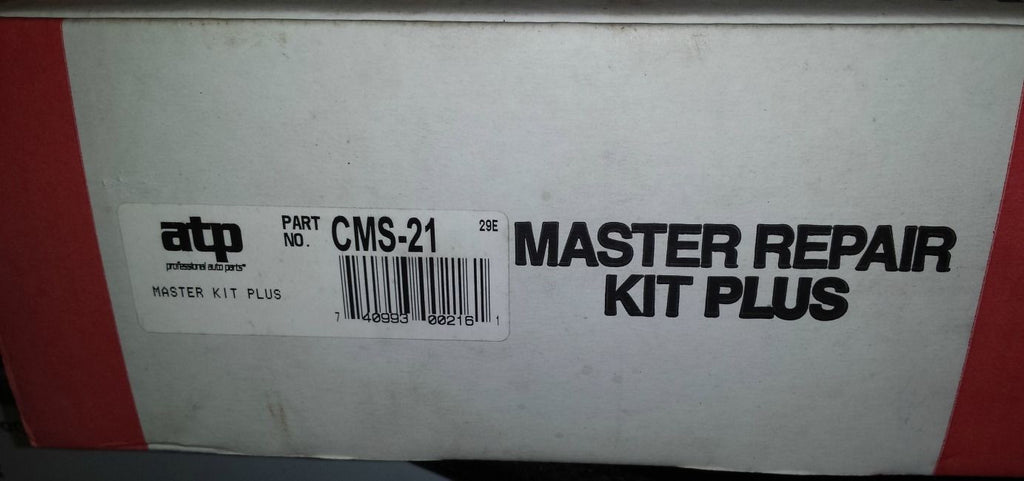 atp
professional auto parts™
MASTER KIT PLUS
PART
NO.
CMS-21
29E
7 40993 00216 1
MASTER REPAIR
KIT PLUS